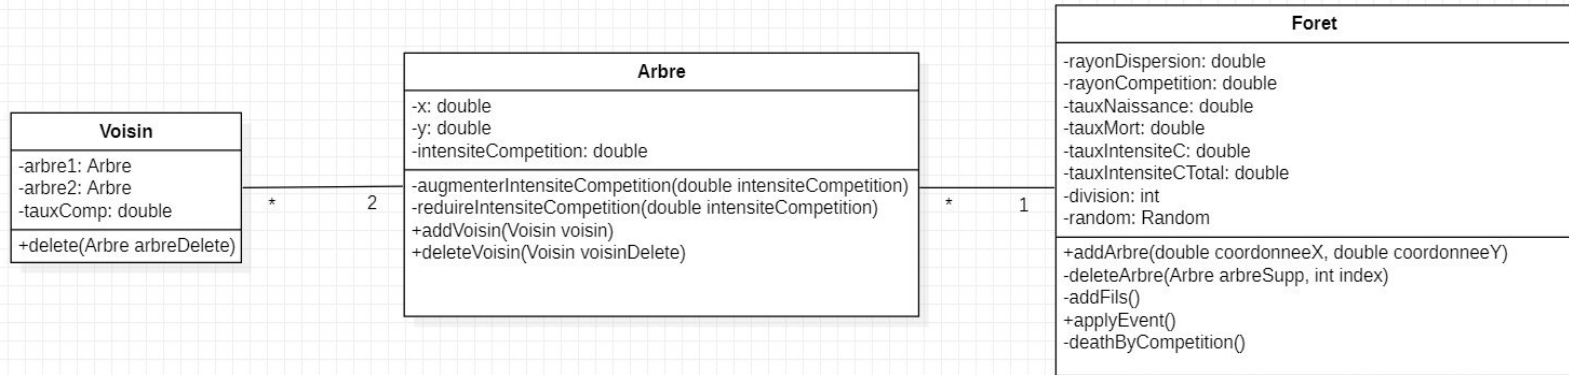 Voisin
-arbre1: Arbre
-arbre2: Arbre
-tauxComp: double
+delete(Arbre arbreDelete)
*
2
Arbre
-x: double
-y: double
-intensiteCompetition: double
-augmenterIntensiteCompetition(double intensiteCompetition)
-reduireIntensiteCompetition(double intensiteCompetition)
+addVoisin(Voisin voisin)
+deleteVoisin(Voisin voisinDelete)
*
1
Foret
-rayonDispersion: double
-rayonCompetition: double
-tauxNaissance: double
-tauxMort: double
-tauxIntensiteC: double
-tauxIntensiteCTotal: double
-division: int
-random: Random
+addArbre(double coordonneeX, double coordonneeY)
-deleteArbre(Arbre arbreSupp, int index)
-addFils()
+applyEvent()
-deathByCompetition()